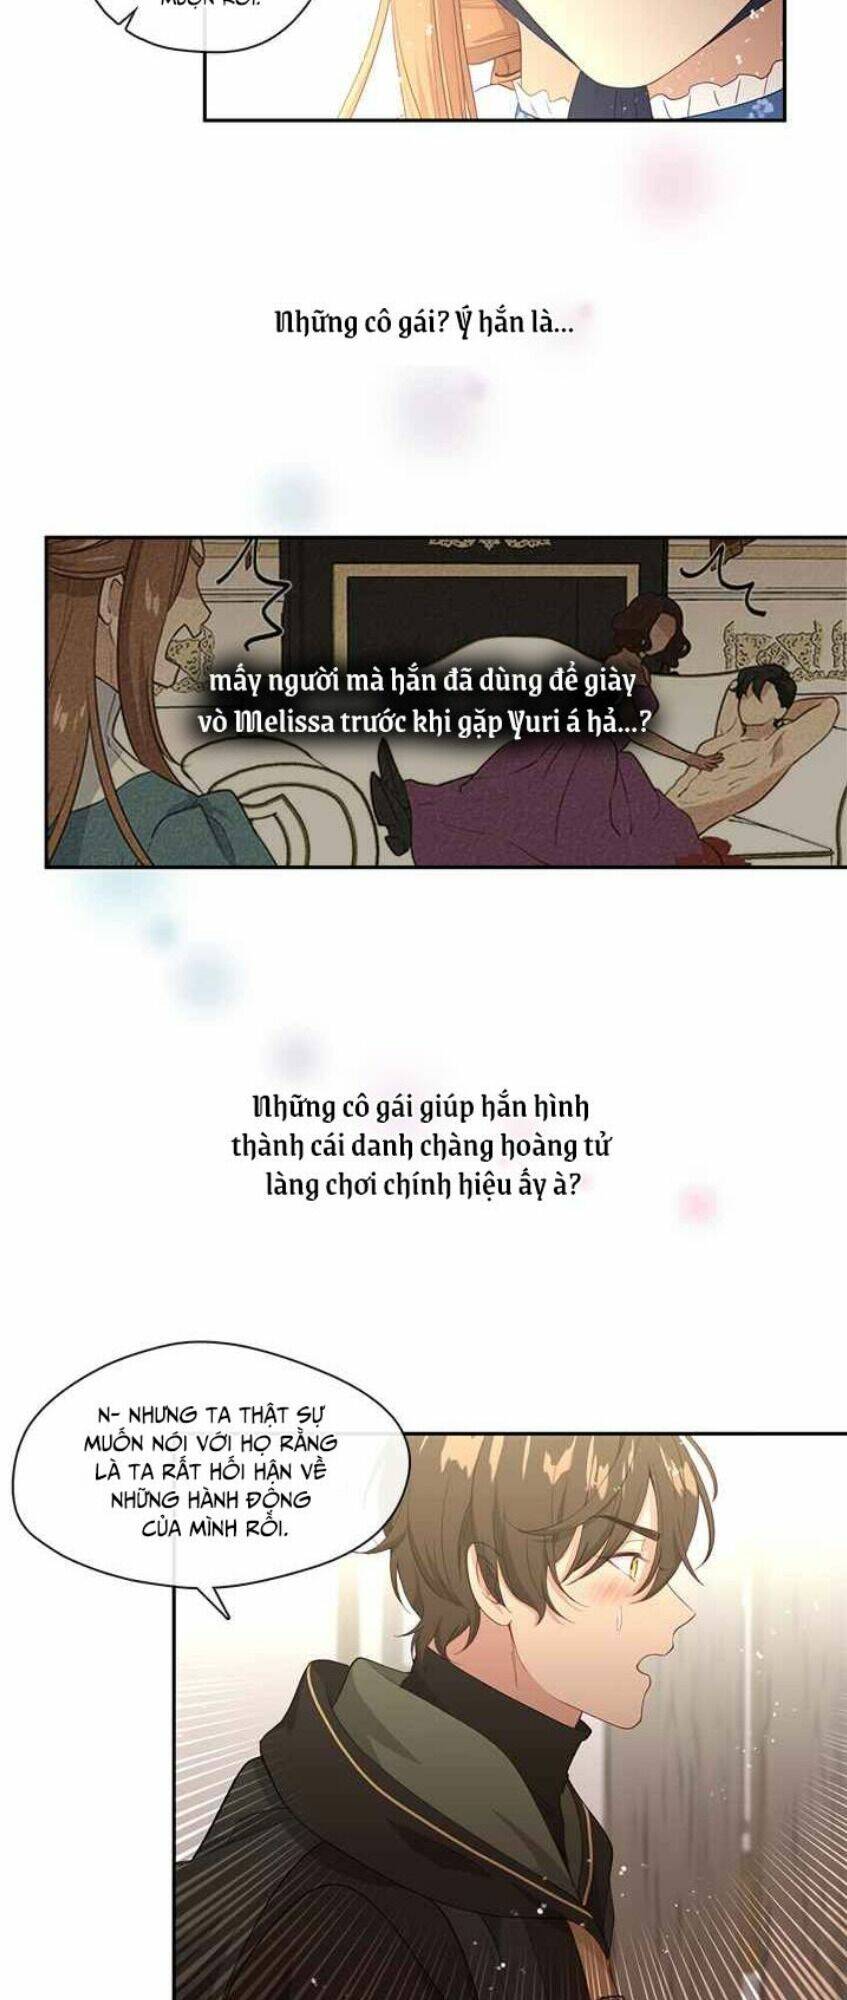 MUỘN RỒI.
Những cô gái? Ý hắn là...
mấy người mà hắn đã dùng để giày
vò Melissa trước khi gặp Yuri á hả...?
Những cô gái giúp hắn hình
thành cái danh chàng hoàng tử
làng chơi chính hiệu ấy à?
N- NHƯNG TA THẬT SỰ
MUỐN NÓI VỚI HỌ RẰNG
LÀ TA RẤT HỐI HẬN VỀ
NHỮNG HÀNH ĐỘNG
CỦA MÌNH RỒI.